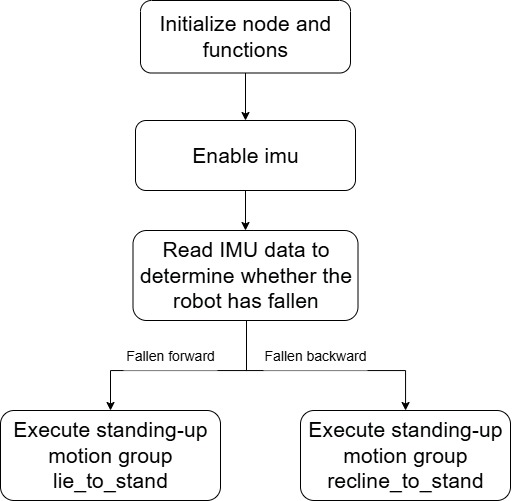 Initialize node and
functions
Enable imu
Read IMU data to
determine whether the
robot has fallen
Fallen forward
Fallen backward
Execute standing-up
motion group
lie_to_stand
Execute standing-up
motion group
recline_to_stand